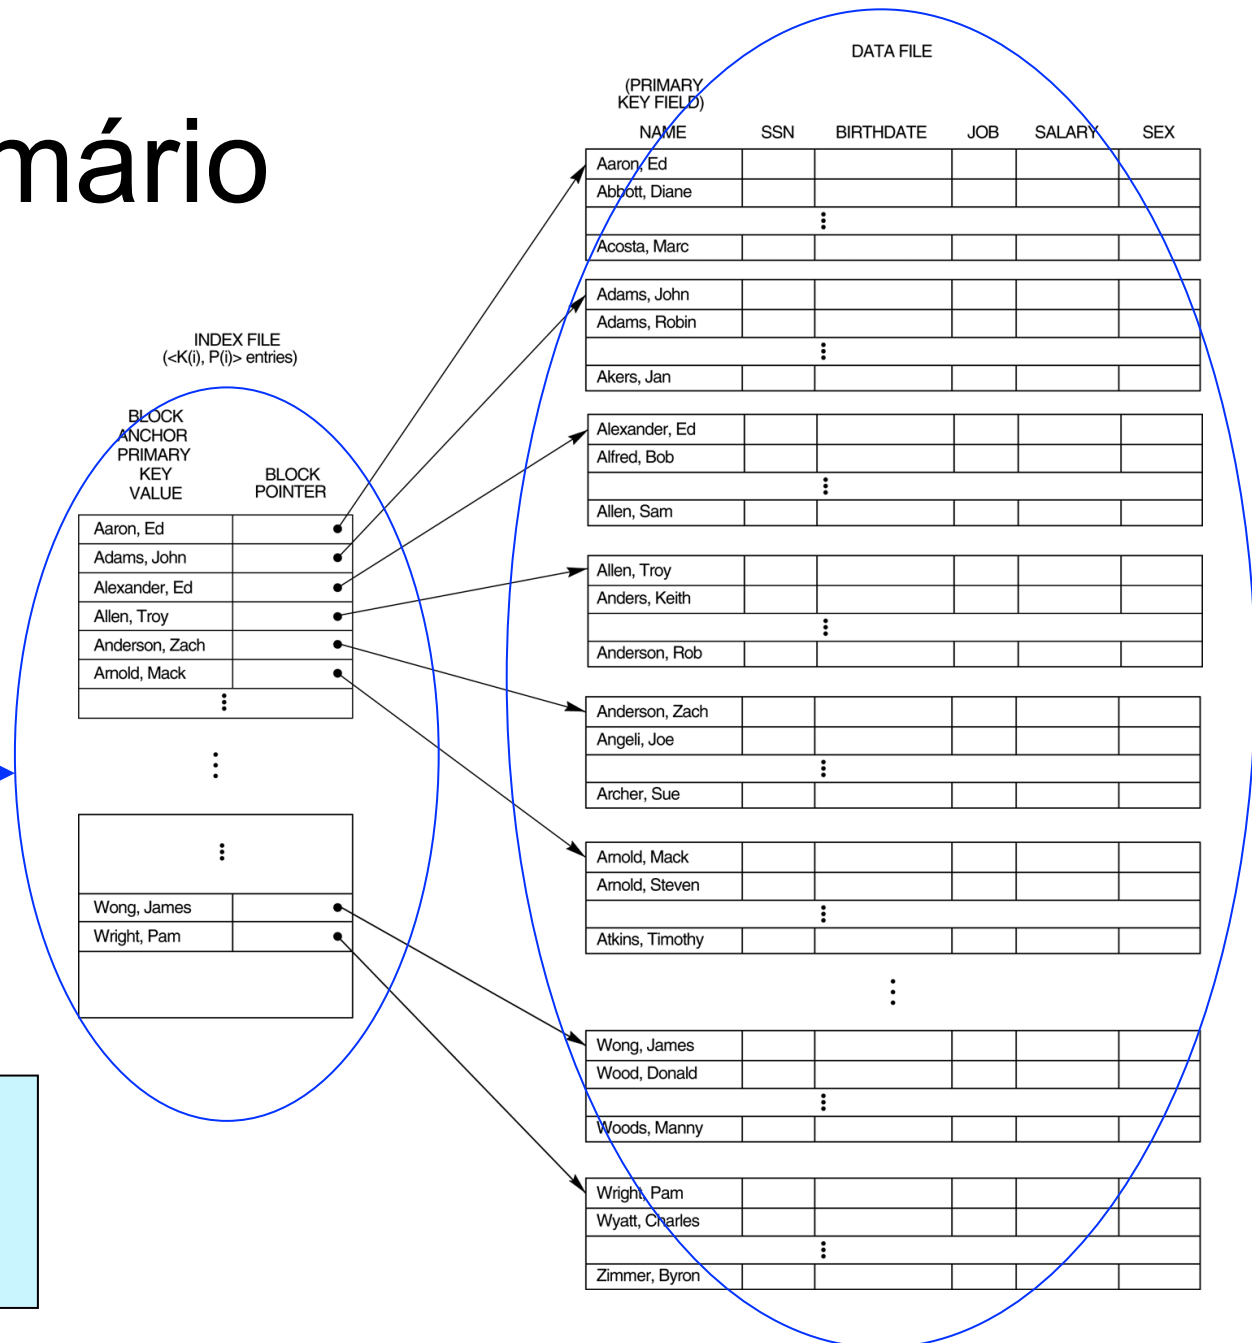 mário
INDEX FILE
(<K(i), P(i)> entries)
BLOCK
ANCHOR
PRIMARY
KEY
VALUE
BLOCK
POINTER
Aaron, Ed
Adams, John
Alexander, Ed
Allen, Troy
Anderson, Zach
Arnold, Mack
Wong, James
Wright, Pam
DATA FILE
(PRIMARY
KEY FIELD)
NAME SSN BIRTHDATE JOB SALARY SEX
Aaron, Ed
Abbott, Diane
Acosta, Marc
Adams, John
Adams, Robin
Akers, Jan
Alexander, Ed
Alfred, Bob
Allen, Sam
Allen, Troy
Anders, Keith
Anderson, Rob
Anderson, Zach
Angeli, Joe
Archer, Sue
Arnold, Mack
Arnold, Steven
Atkins, Timothy
Wong, James
Wood, Donald
Woods, Manny
Wright, Pam
Wyatt, Charles
Zimmer, Byron